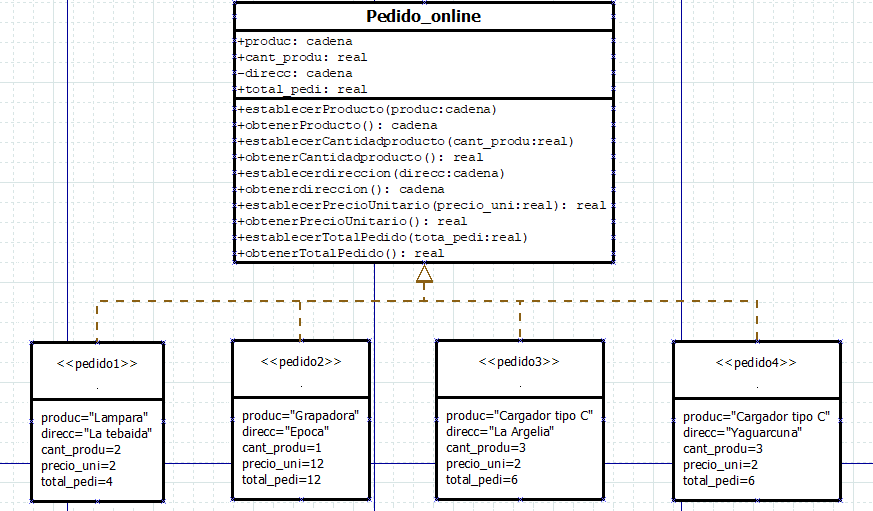 Pedido_online
+produc: cadena
+cant_produ: real
-direcc: cadena
+total_pedi: real
+establecerProducto(produc:cadena)
+obtenerProducto(): cadena
+establecerCantidadproducto(cant_produ:real)
+obtenerCantidadproducto(): real
+establecerdireccion(direcc:cadena)
+obtenerdireccion(): cadena
+establecerPrecioUnitario(precio_uni:real): real
+obtenerPrecioUnitario(): real
+establecerTotalPedido(tota_pedi:real)
+obtenerTotalPedido(): real
<<pedido1>>
.
produc="Lampara"
direcc="La tebaida"
cant_produ=2
precio_uni=2
total_pedi=4
<<pedido2>>
.
produc="Grapadora"
direcc="Epoca"
cant_produ=1
precio_uni=12
total_pedi=12
<<pedido3>>
.
produc="Cargador tipo C"
direcc="La Argelia"
cant_produ=3
precio_uni=2
total_pedi=6
<<pedido4>>
.
produc="Cargador tipo C"
direcc="Yaguarcuna"
cant_produ=3
precio_uni=2
total_pedi=6